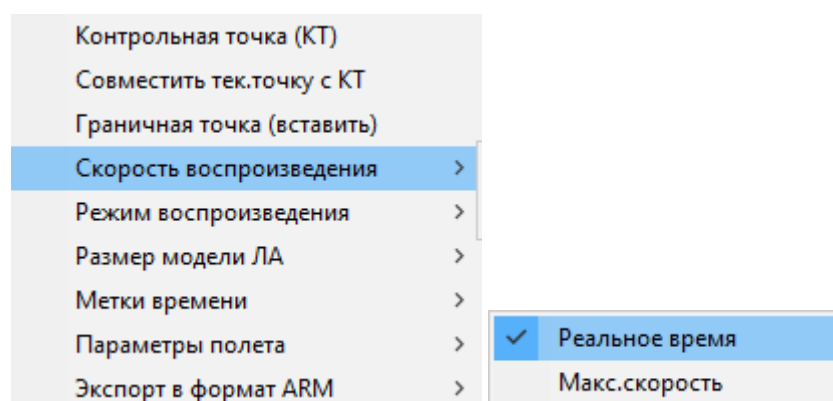 Контрольная точка (КТ)
Совместить тек.точку с КТ
Граничная точка (вставить)
Скорость воспроизведения
Режим воспроизведения
Размер модели ЛА
Метки времени
Параметры полета
Экспорт в формат ARM
Реальное время
Макс.скорость